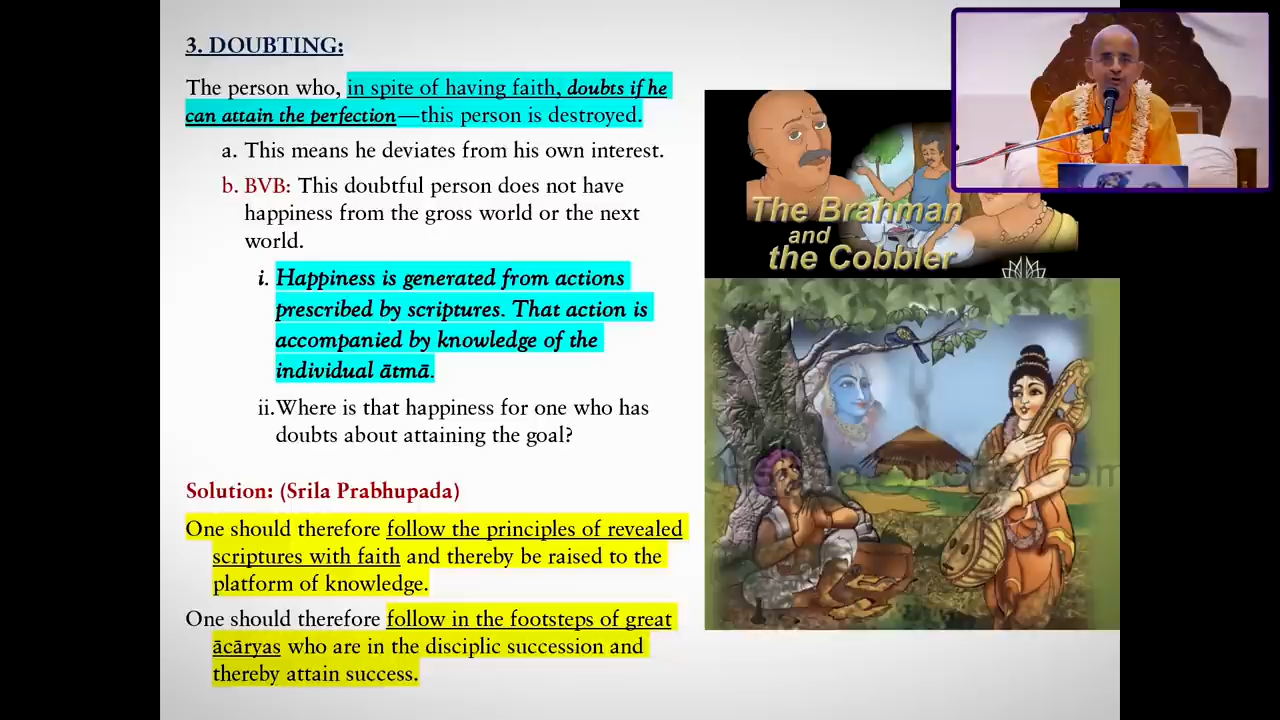 3. DOUBTING:
The person who, in spite of having faith, doubts if he
can attain the perfection—this person is destroyed.
a. This means he deviates from his own interest.
b. BVB: This doubtful person does not have
happiness from the gross world or the next
world.
i. Happiness is generated from actions
prescribed by scriptures. That action is
accompanied by knowledge of the
individual ātmā.
ii.Where is that happiness for one who has
doubts about attaining the goal?
Solution: (Srila Prabhupada)
One should therefore follow the principles of revealed
scriptures with faith and thereby be raised to the
platform of knowledge.
One should therefore follow in the footsteps of great
ācāryas who are in the disciplic succession and
thereby attain success.
The Brahman
and
the Cobbler